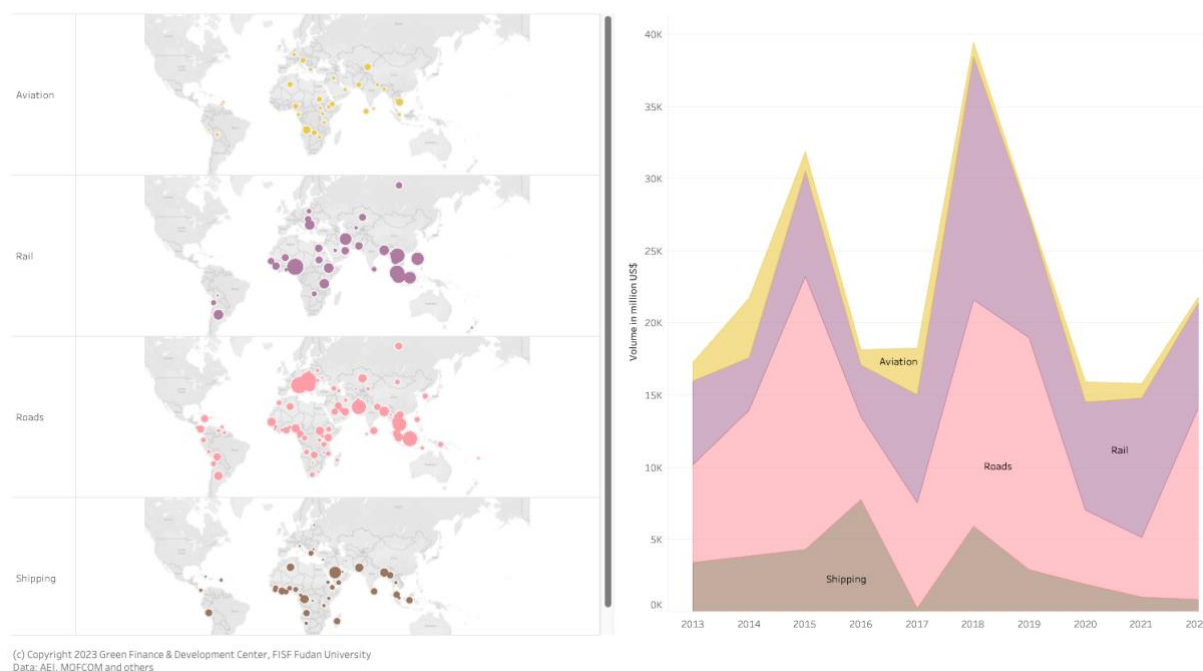 Aviation
Rail
Roads
Shipping
(c) Copyright 2023 Green Finance & Development Center, FISF Fudan University
Data: AEI, MOFCOM and others
Volume in million US$
40K
35K
30K
25K
20K
15K
10K
5K
0K
Aviation
Rail
Roads
Shipping
2013 2014 2015 2016 2017 2018 2019 2020 2021 202